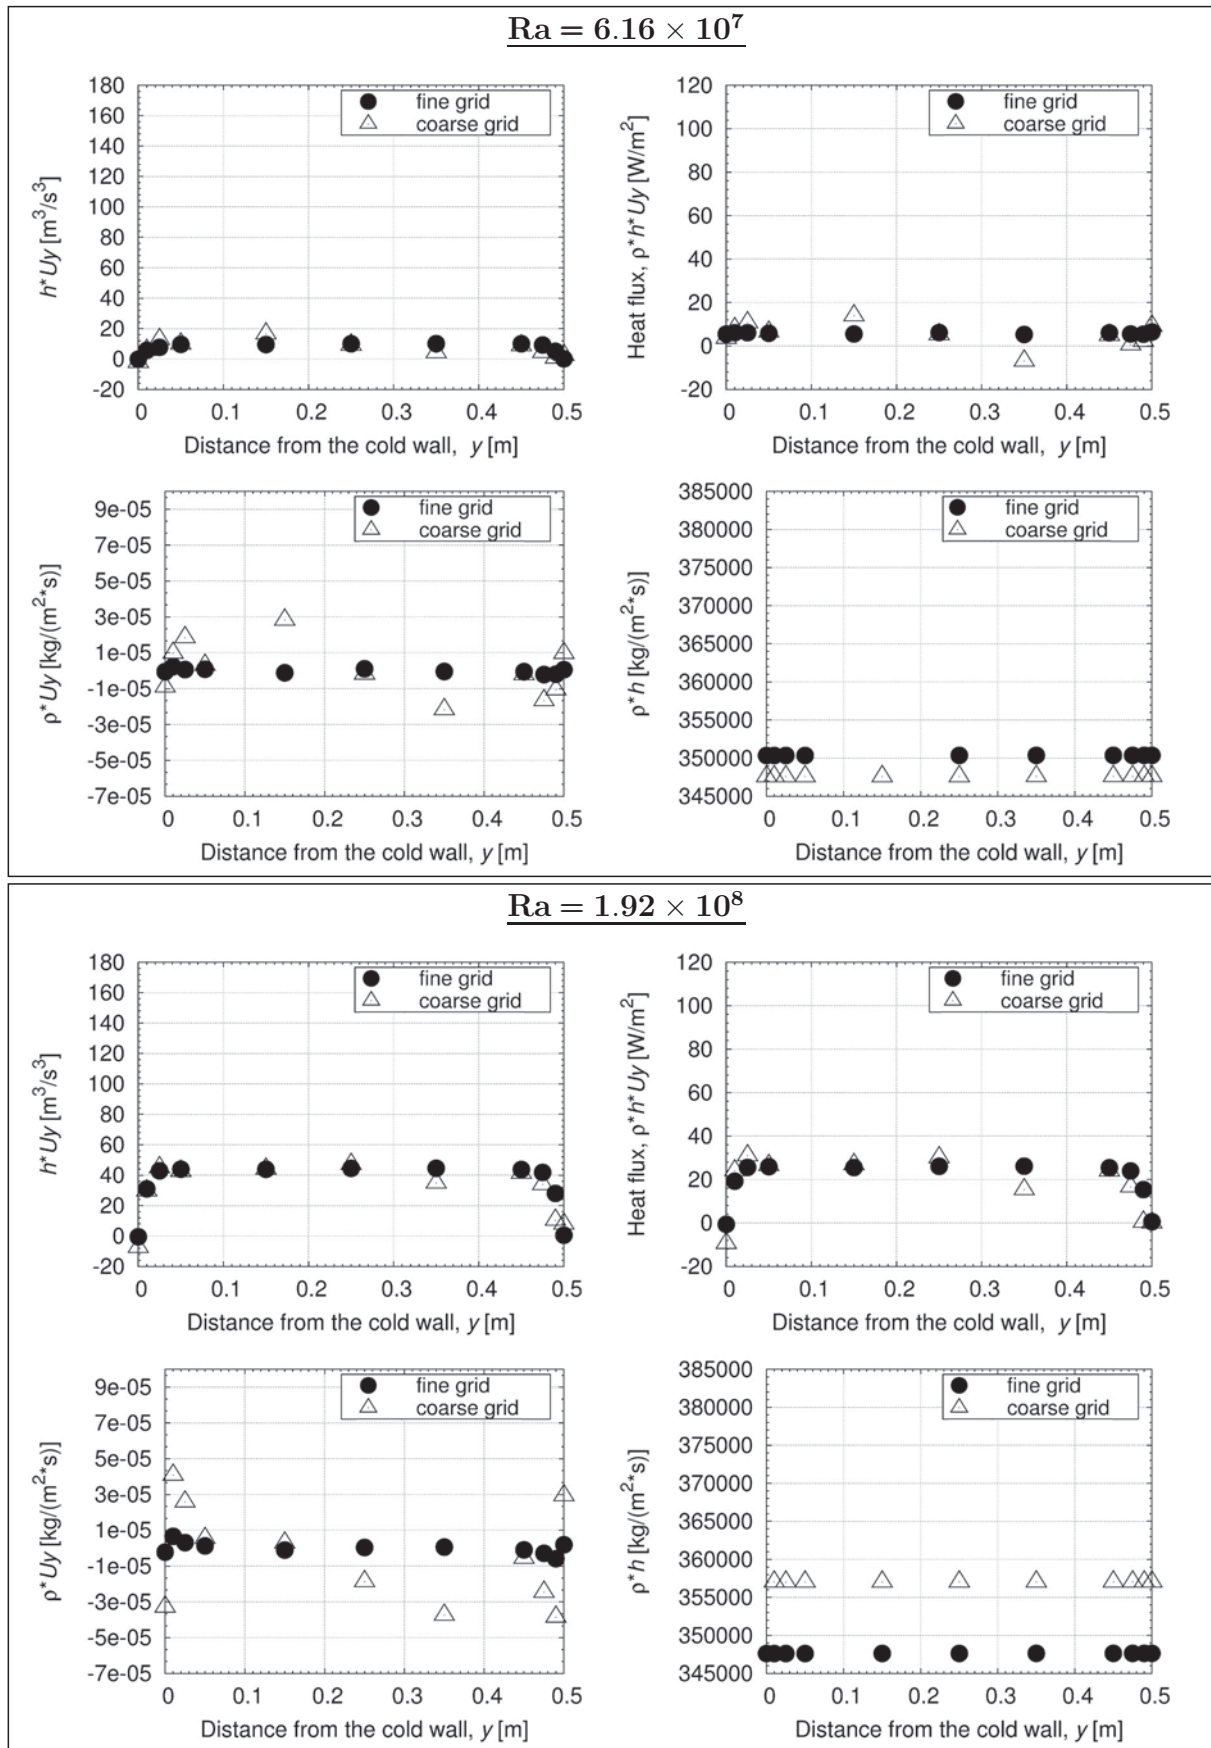 Ra = 6.16 × 10⁷
180
160
140
120
100
80
60
40
20
0
-20
h*Uy [m³/s³]
fine grid
coarse grid
0 0.1 0.2 0.3 0.4 0.5
Distance from the cold wall, y [m]
120
100
80
60
40
20
0
-20
Heat flux, ρ*h*Uy [W/m²]
fine grid
coarse grid
0 0.1 0.2 0.3 0.4 0.5
Distance from the cold wall, y [m]
9e-05
7e-05
5e-05
3e-05
1e-05
-1e-05
-3e-05
-5e-05
-7e-05
ρ*Uy [kg/(m²*s)]
fine grid
coarse grid
0 0.1 0.2 0.3 0.4 0.5
Distance from the cold wall, y [m]
385000
380000
375000
370000
365000
360000
355000
350000
345000
ρ*h [kg/(m²*s)]
fine grid
coarse grid
0 0.1 0.2 0.3 0.4 0.5
Distance from the cold wall, y [m]
Ra = 1.92 × 10⁸
180
160
140
120
100
80
60
40
20
0
-20
h*Uy [m³/s³]
fine grid
coarse grid
0 0.1 0.2 0.3 0.4 0.5
Distance from the cold wall, y [m]
120
100
80
60
40
20
0
-20
Heat flux, ρ*h*Uy [W/m²]
fine grid
coarse grid
0 0.1 0.2 0.3 0.4 0.5
Distance from the cold wall, y [m]
9e-05
7e-05
5e-05
3e-05
1e-05
-1e-05
-3e-05
-5e-05
-7e-05
ρ*Uy [kg/(m²*s)]
fine grid
coarse grid
0 0.1 0.2 0.3 0.4 0.5
Distance from the cold wall, y [m]
385000
380000
375000
370000
365000
360000
355000
350000
345000
ρ*h [kg/(m²*s)]
fine grid
coarse grid
0 0.1 0.2 0.3 0.4 0.5
Distance from the cold wall, y [m]